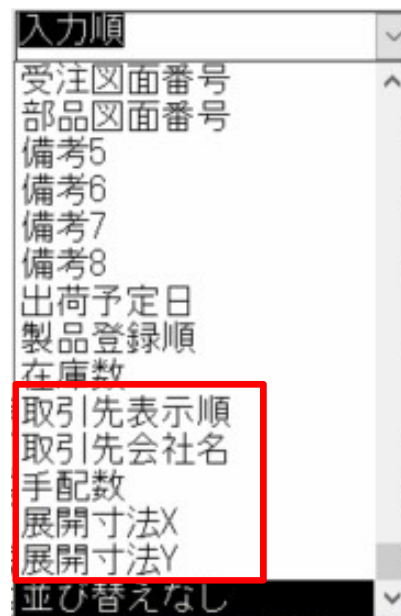 入力順
受注図面番号
部品図面番号
備考5
備考6
備考7
備考8
出荷予定日
製品登録順
在庫数
取引先表示順
取引先会社名
手配数
展開寸法X
展開寸法Y
並び替えなし